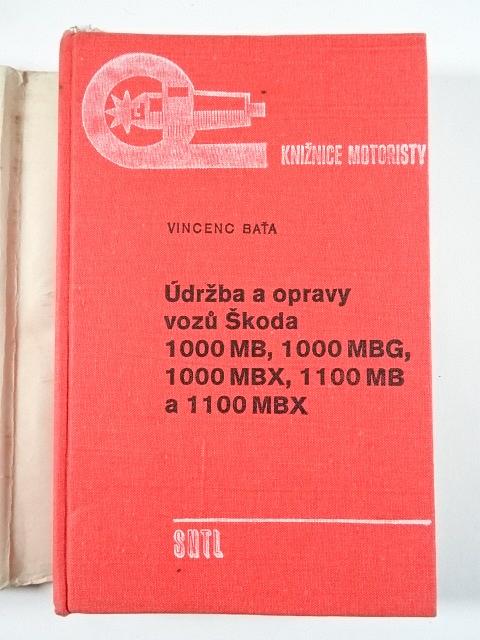 KNIŽNICE MOTORISTY
VINCENC BAŤA
Údržba a opravy
vozů Škoda
1000 MB, 1000 MBG,
1000 MBX, 1100 MB
a 1100 MBX
SNTL